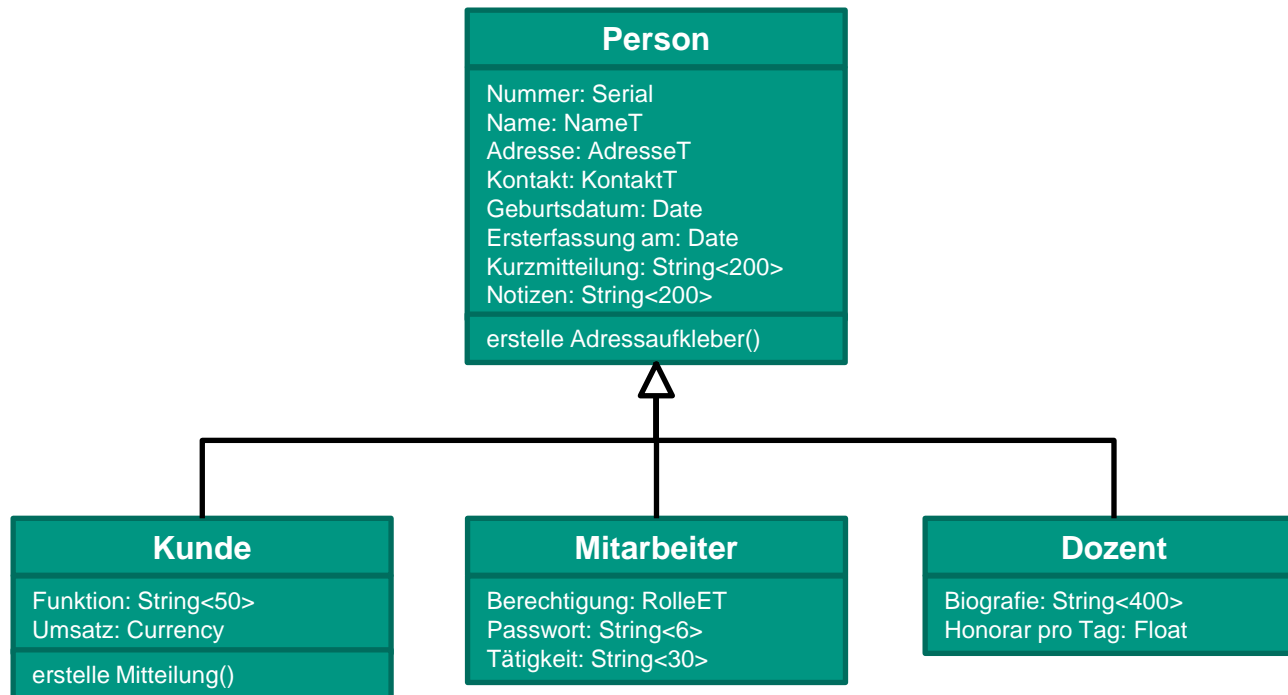 Person
Nummer: Serial
Name: NameT
Adresse: AdresseT
Kontakt: KontaktT
Geburtsdatum: Date
Ersterfassung am: Date
Kurzmitteilung: String<200>
Notizen: String<200>
erstelle Adressaufkleber()
Kunde
Funktion: String<50>
Umsatz: Currency
erstelle Mitteilung()
Mitarbeiter
Berechtigung: RolleET
Passwort: String<6>
Tätigkeit: String<30>
Dozent
Biografie: String<400>
Honorar pro Tag: Float